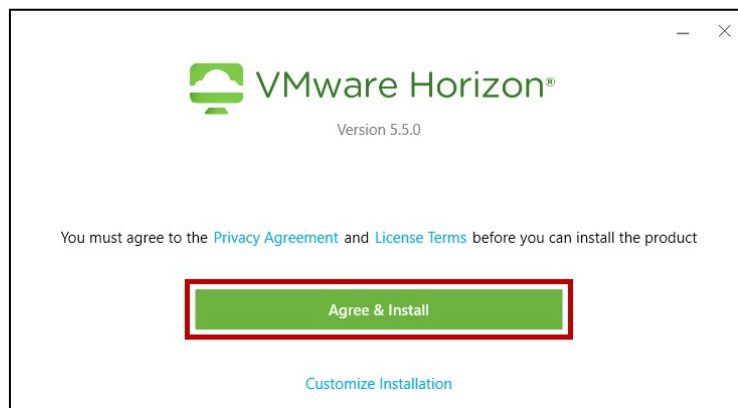 VMware Horizon®
Version 5.5.0
You must agree to the Privacy Agreement and License Terms before you can install the product
Agree & Install
Customize Installation